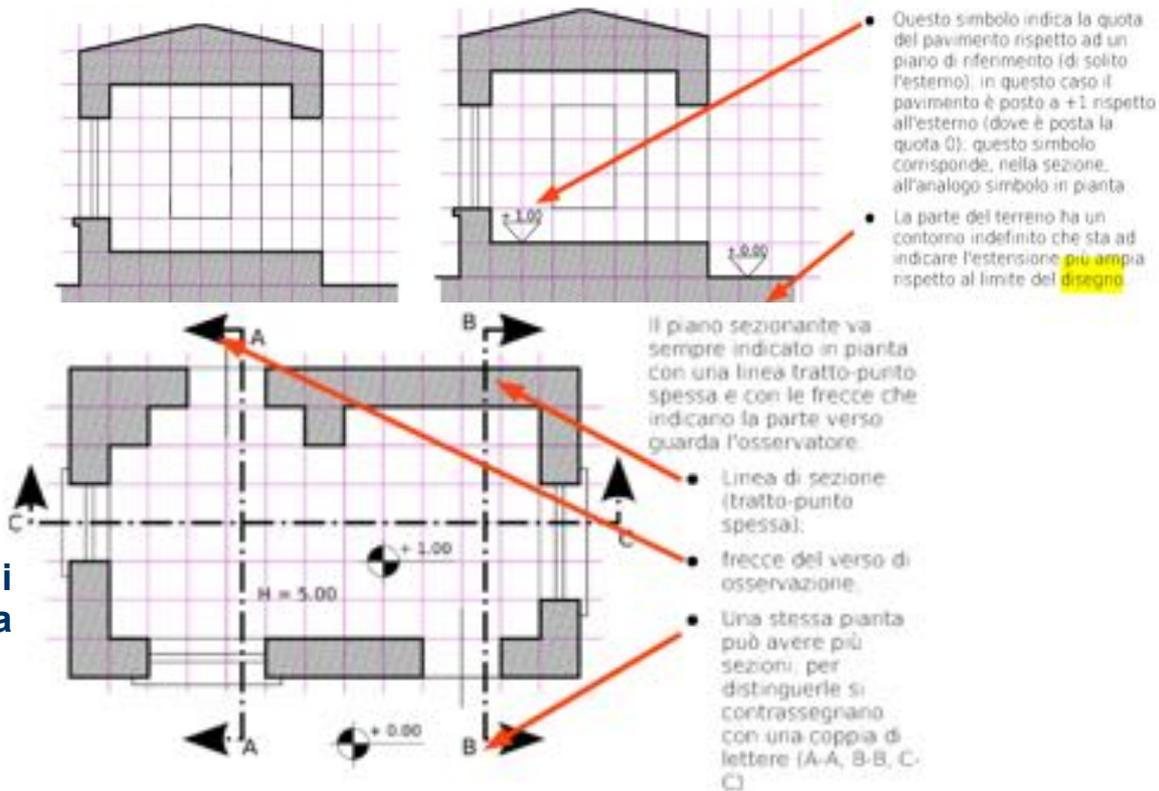 Questo simbolo indica la quota
del pavimento rispetto ad un
piano di riferimento (di solito
l'esterno), in questo caso il
pavimento è posto a +1 rispetto
all'esterno (dove è posta la
quota 0); questo simbolo
corrisponde, nella sezione,
all'analogo simbolo in pianta
La parte del terreno ha un
contorno indefinito che sta ad
indicare l'estensione più ampia
rispetto al limite del disegno
+ 1.00
+ 0.00
Il piano sezionante va
sempre indicato in pianta
con una linea tratto-punto
spessa e con le frecce che
indicano la parte verso
guarda l'osservatore.
Linea di sezione
(tratto-punto
spessa);
frecce del verso di
osservazione;
Una stessa pianta
può avere più
sezioni, per
distinguerle si
contrassegnano
con una coppia di
lettere (A-A, B-B, C-
C)
A
B
C
C
+ 1.00
H = 5.00
i
a
A
+ 0.00
B